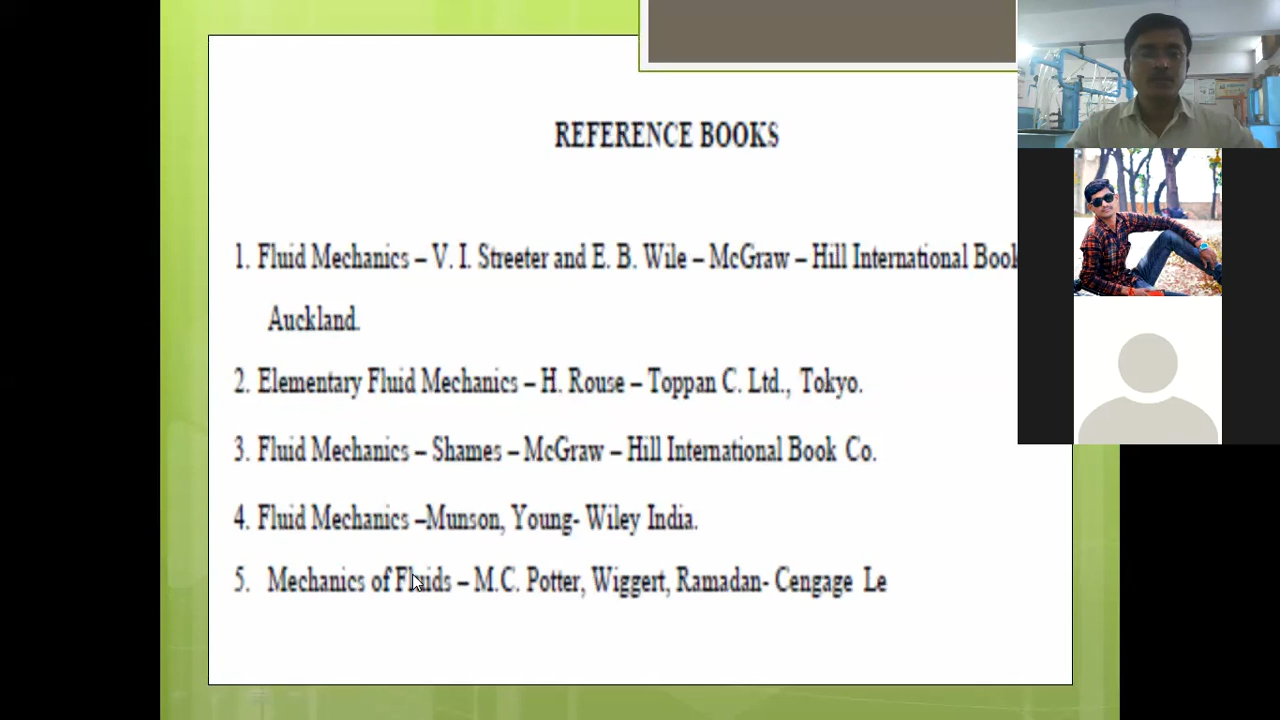 REFERENCE BOOKS
1. Fluid Mechanics – V. I. Streeter and E. B. Wile – McGraw – Hill International Book
Auckland.
2. Elementary Fluid Mechanics – H. Rouse – Toppan C. Ltd., Tokyo.
3. Fluid Mechanics – Shames – McGraw – Hill International Book Co.
4. Fluid Mechanics –Munson, Young- Wiley India.
5. Mechanics of Fluids – M.C. Potter, Wiggert, Ramadan- Cengage Le